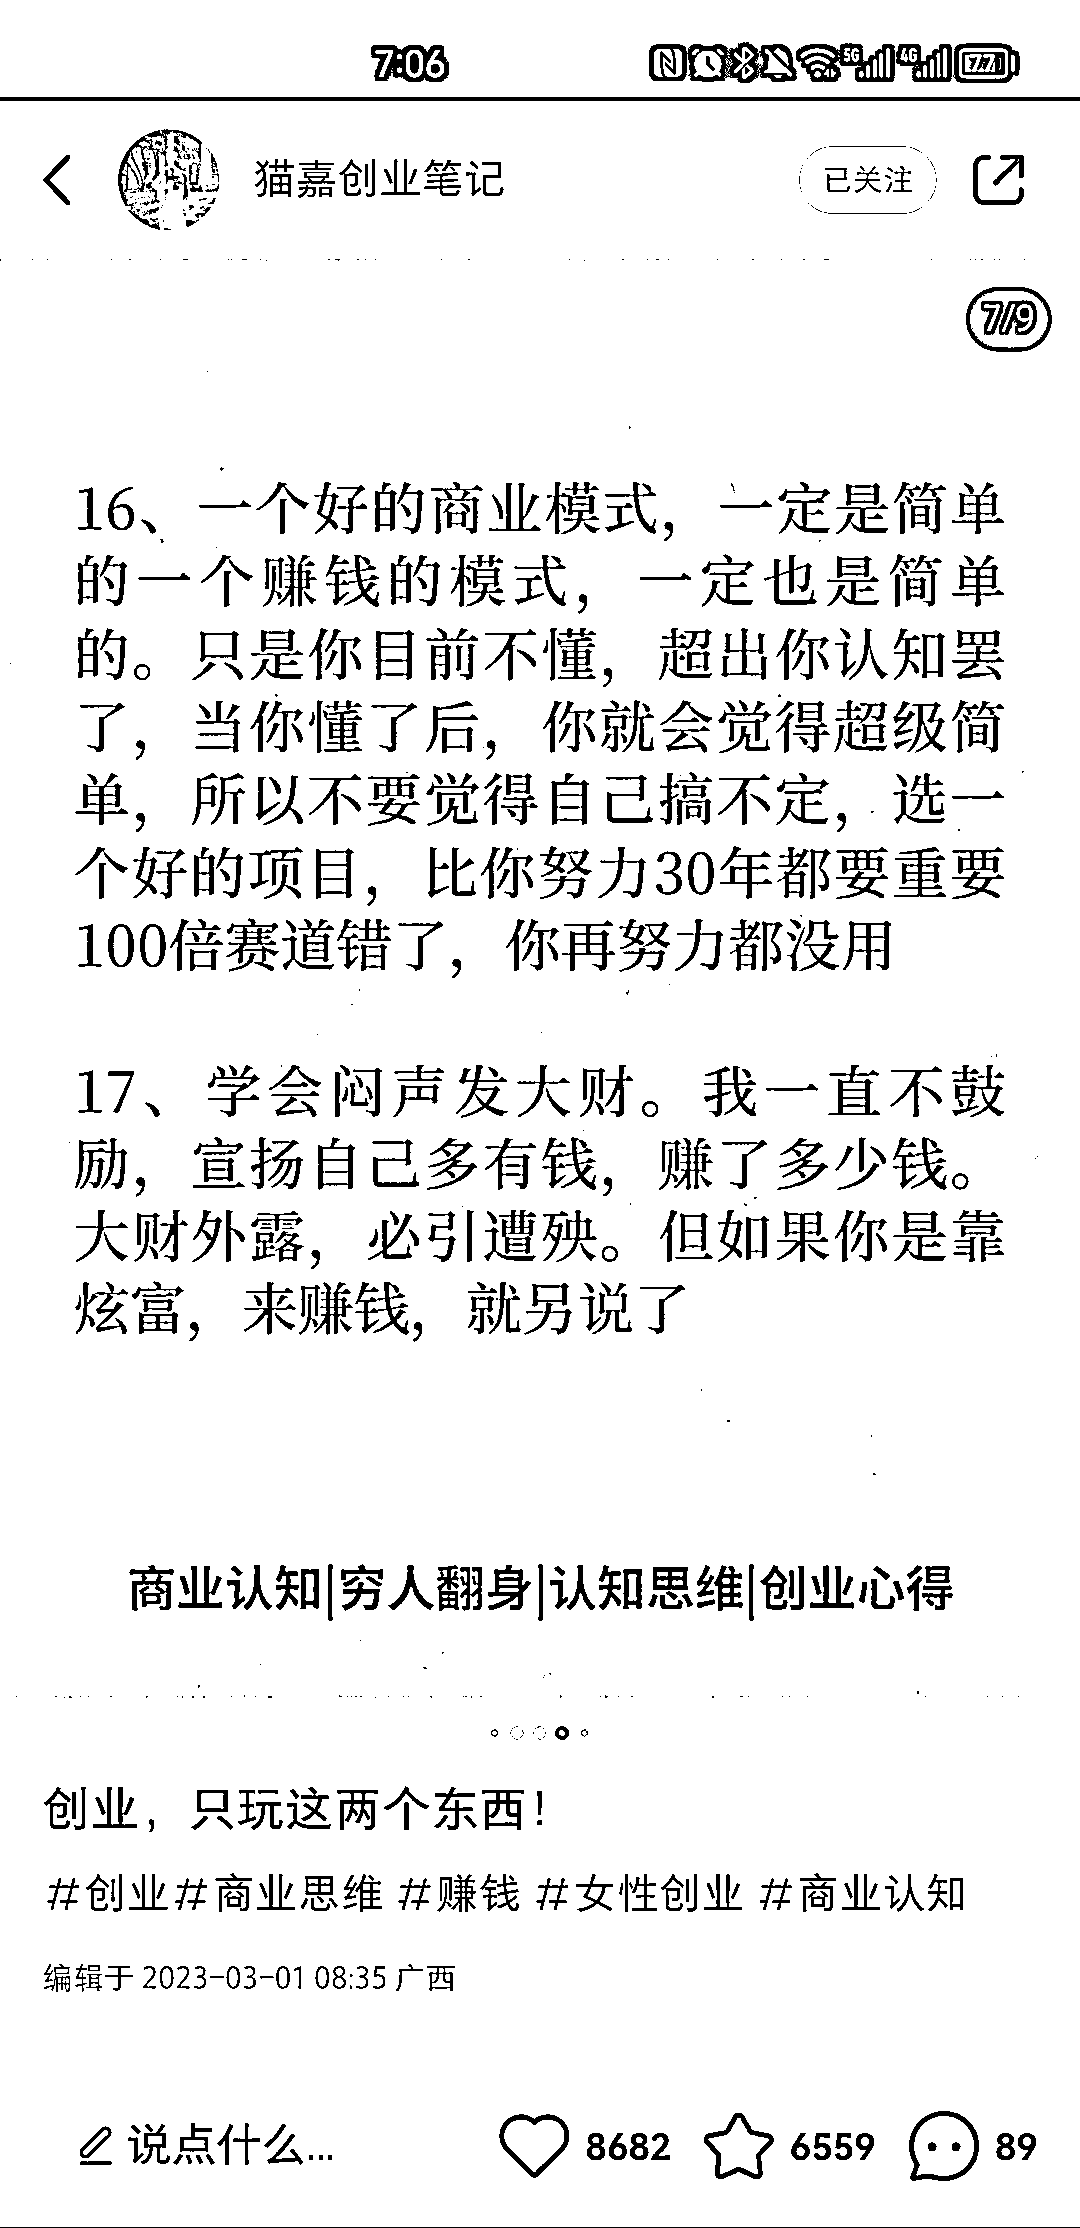 7:06
5G 4G 77
猫嘉创业笔记
已关注
7/9
16、一个好的商业模式，一定是简单
的一个赚钱的模式，一定也是简单
的。只是你目前不懂，超出你认知罢
了，当你懂了后，你就会觉得超级简
单，所以不要觉得自己搞不定，选一
个好的项目，比你努力30年都要重要
100倍赛道错了，你再努力都没用
17、学会闷声发大财。我一直不鼓
励，宣扬自己多有钱，赚了多少钱。
大财外露，必引遭殃。但如果你是靠
炫富，来赚钱，就另说了
商业认知|穷人翻身|认知思维|创业心得
创业，只玩这两个东西！
#创业#商业思维 #赚钱 #女性创业 #商业认知
编辑于 2023-03-01 08:35 广西
说点什么...
8682
6559
89